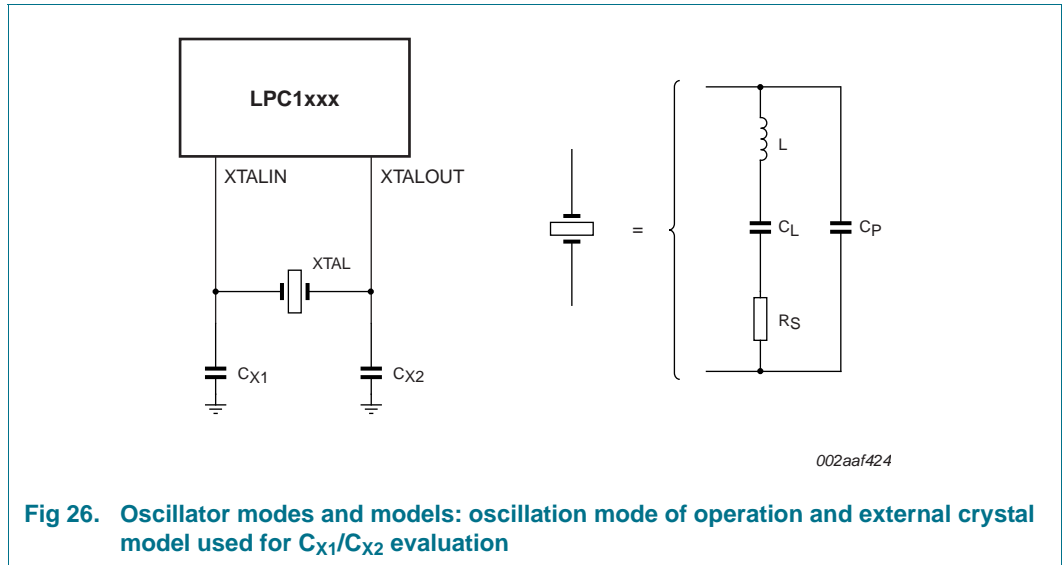 LPC1xxx
XTALIN
XTALOUT
XTAL
CX1
CX2
=
L
CL
CP
RS
002aaf424
Fig 26. Oscillator modes and models: oscillation mode of operation and external crystal
model used for CX1/CX2 evaluation